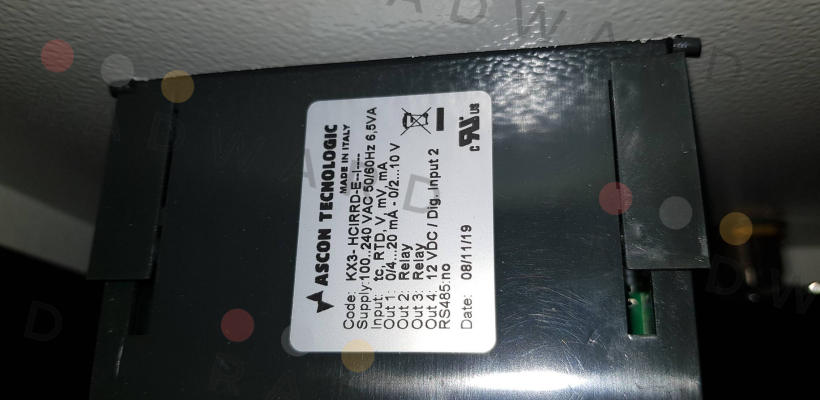 ASCON TECNOLOGIC
MADE IN ITALY
Code: KX3- HCIRRD-E--I----
Supply:100...240 VAC 50/60Hz 6,5VA
Input: tc, RTD, V, mV, mA
Out 1: 0/4...20 mA - 0/2...10 V
Out 2: Relay
Out 3: Relay
Out 4: 12 VDC / Dig. Input 2
RS485:no
Date: 08/11/19
c RU US